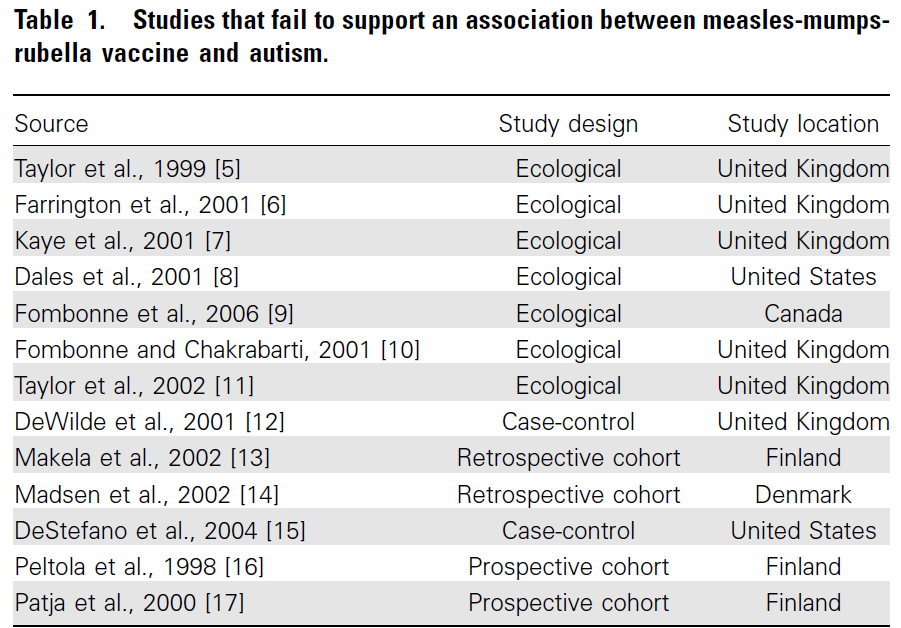 Table 1. Studies that fail to support an association between measles-mumps-
rubella vaccine and autism.
Source Study design Study location
Taylor et al., 1999 [5] Ecological United Kingdom
Farrington et al., 2001 [6] Ecological United Kingdom
Kaye et al., 2001 [7] Ecological United Kingdom
Dales et al., 2001 [8] Ecological United States
Fombonne et al., 2006 [9] Ecological Canada
Fombonne and Chakrabarti, 2001 [10] Ecological United Kingdom
Taylor et al., 2002 [11] Ecological United Kingdom
DeWilde et al., 2001 [12] Case-control United Kingdom
Makela et al., 2002 [13] Retrospective cohort Finland
Madsen et al., 2002 [14] Retrospective cohort Denmark
DeStefano et al., 2004 [15] Case-control United States
Peltola et al., 1998 [16] Prospective cohort Finland
Patja et al., 2000 [17] Prospective cohort Finland